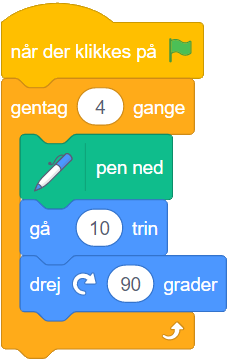 når der klikkes på
gentag 4 gange
pen ned
gå 10 trin
drej 90 grader